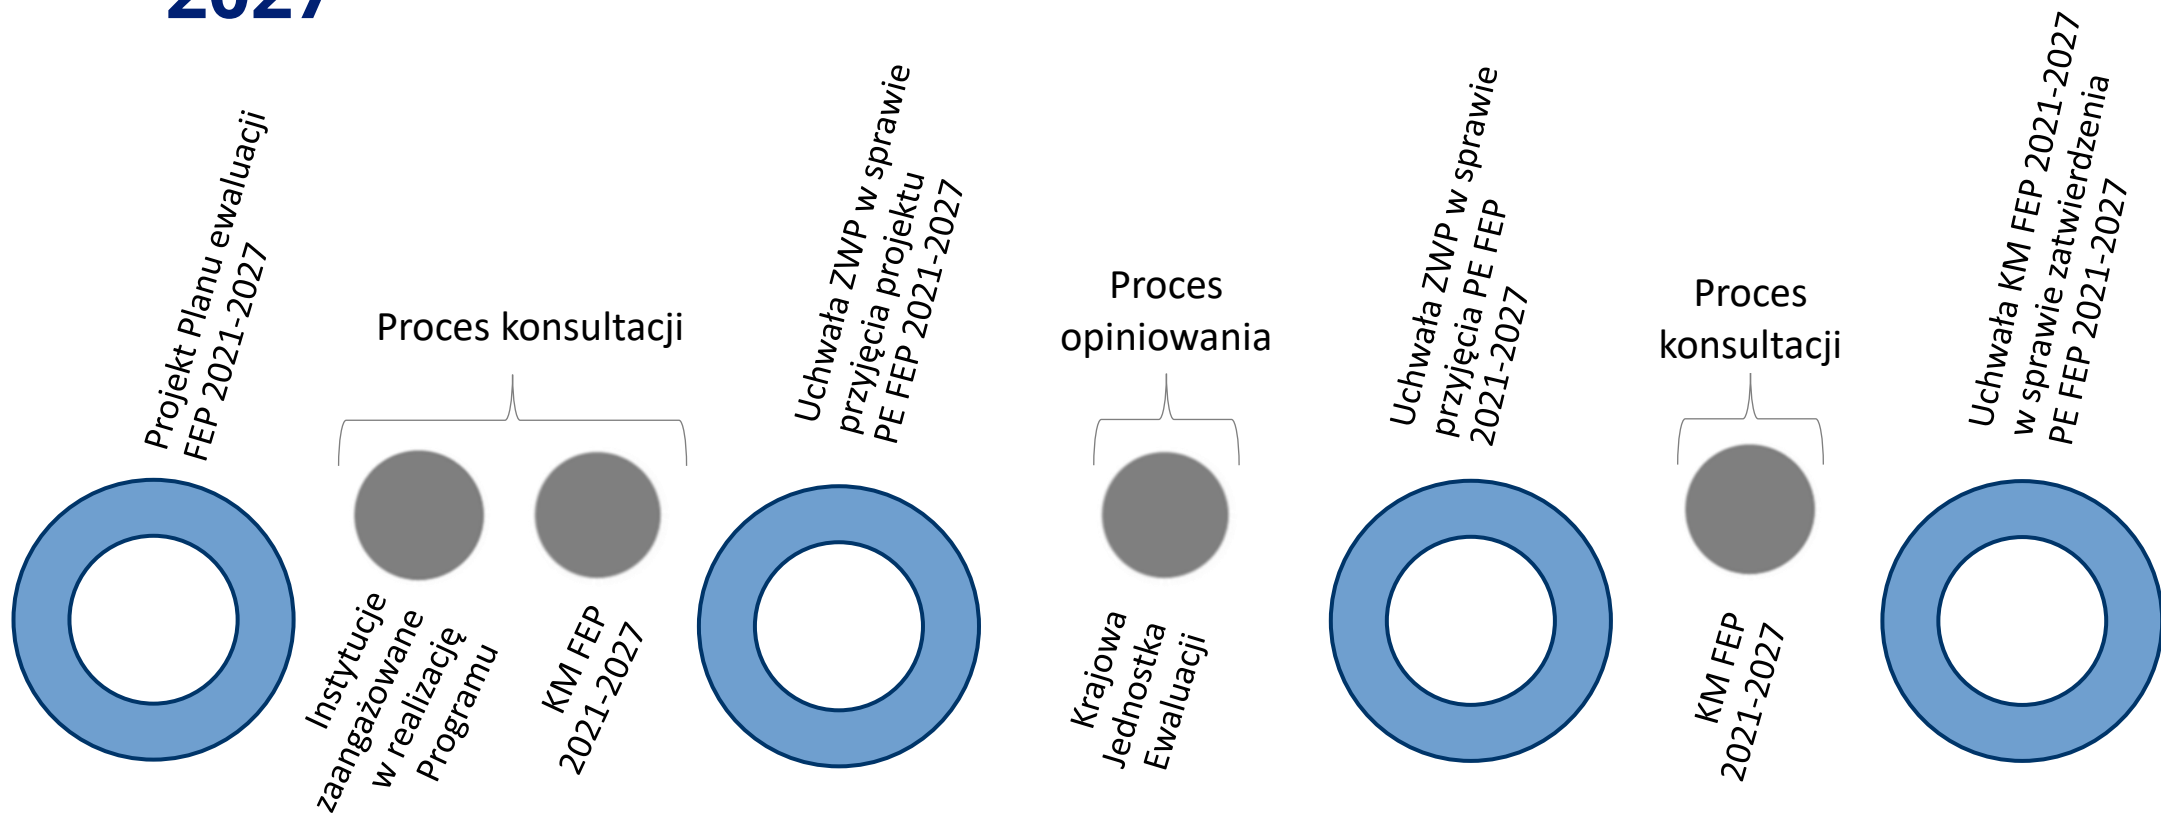 2027
Projekt Planu ewaluacji
FEP 2021-2027
Proces konsultacji
Instytucje
zaangażowane
w realizację
Programu
KM FEP
2021-2027
Uchwała ZWP w sprawie
przyjęcia projektu
PE FEP 2021-2027
Proces
opiniowania
Krajowa
Jednostka
Ewaluacji
Uchwała ZWP w sprawie
przyjęcia PE FEP
2021-2027
Proces
konsultacji
KM FEP
2021-2027
Uchwała KM FEP 2021-2027
w sprawie zatwierdzenia
PE FEP 2021-2027